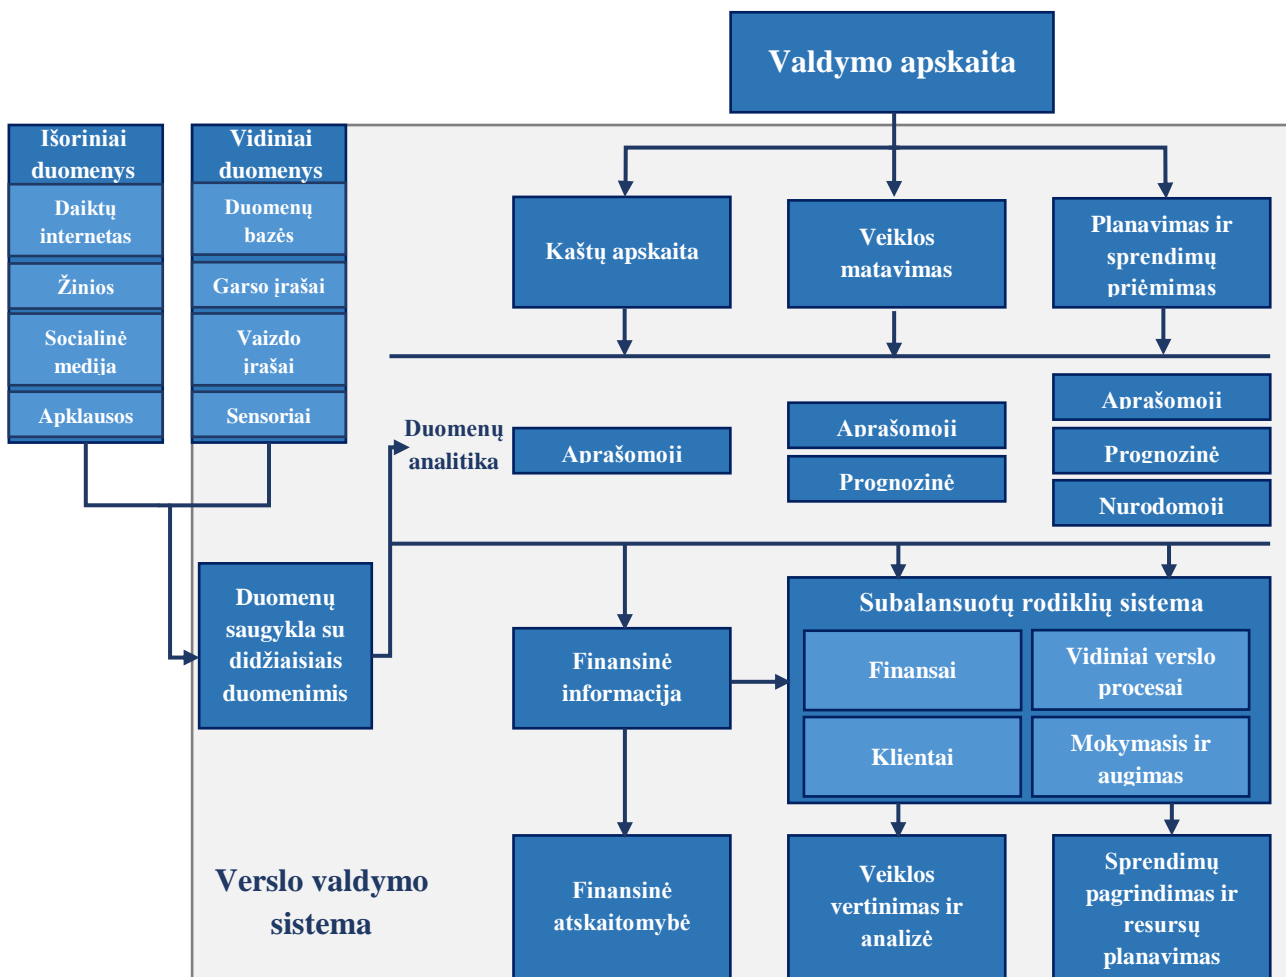 Valdymo apskaita
Išoriniai
duomenys
Daiktų
internetas
Žinios
Socialinė
medija
Apklausos
Vidiniai
duomenys
Duomenų
bazės
Garso įrašai
Vaizdo
įrašai
Sensoriai
Kaštų apskaita
Veiklos
matavimas
Planavimas ir
sprendimų
priėmimas
Duomenų
analitika
Aprašomoji
Aprašomoji
Prognozinė
Aprašomoji
Prognozinė
Nurodomoji
Duomenų
saugykla su
didžiaisiais
duomenimis
Finansinė
informacija
Subalansuotų rodiklių sistema
Finansai
Vidiniai verslo
procesai
Klientai
Mokymasis ir
augimas
Verslo valdymo
sistema
Finansinė
atskaitomybė
Veiklos
vertinimas ir
analizė
Sprendimų
pagrindimas ir
resursų
planavimas